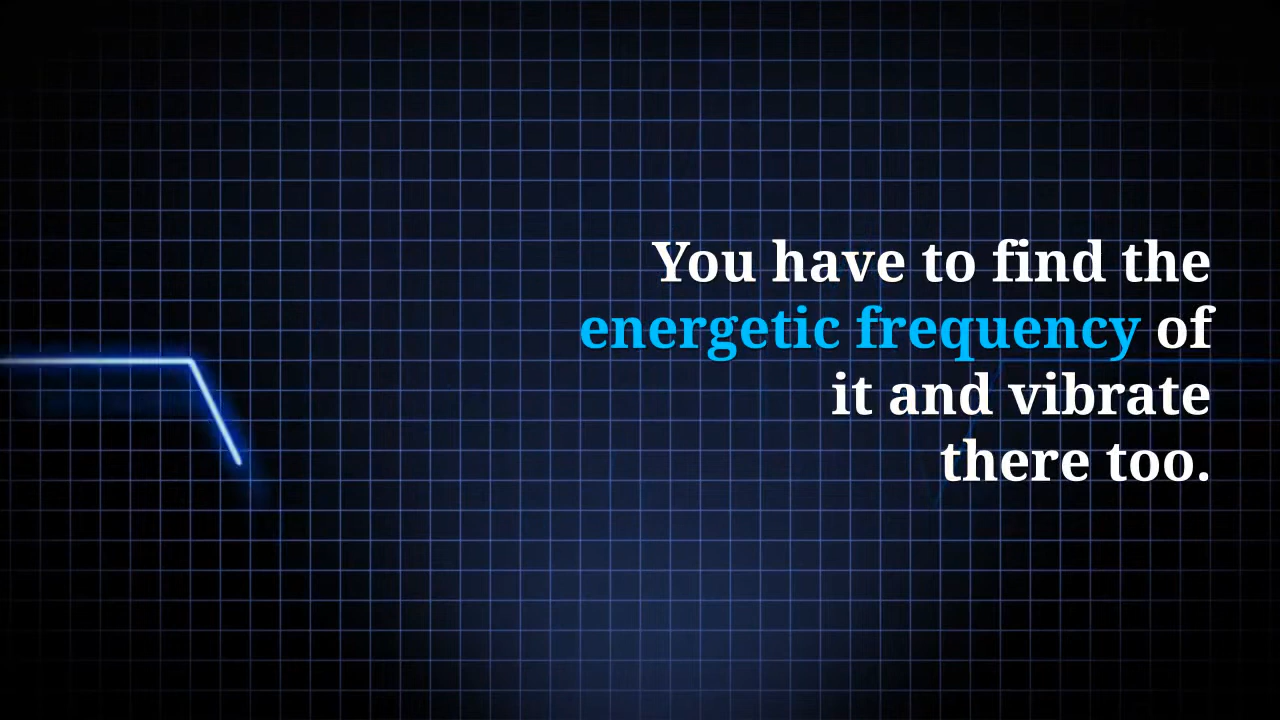 You have to find the
energetic frequency of
it and vibrate
there too.